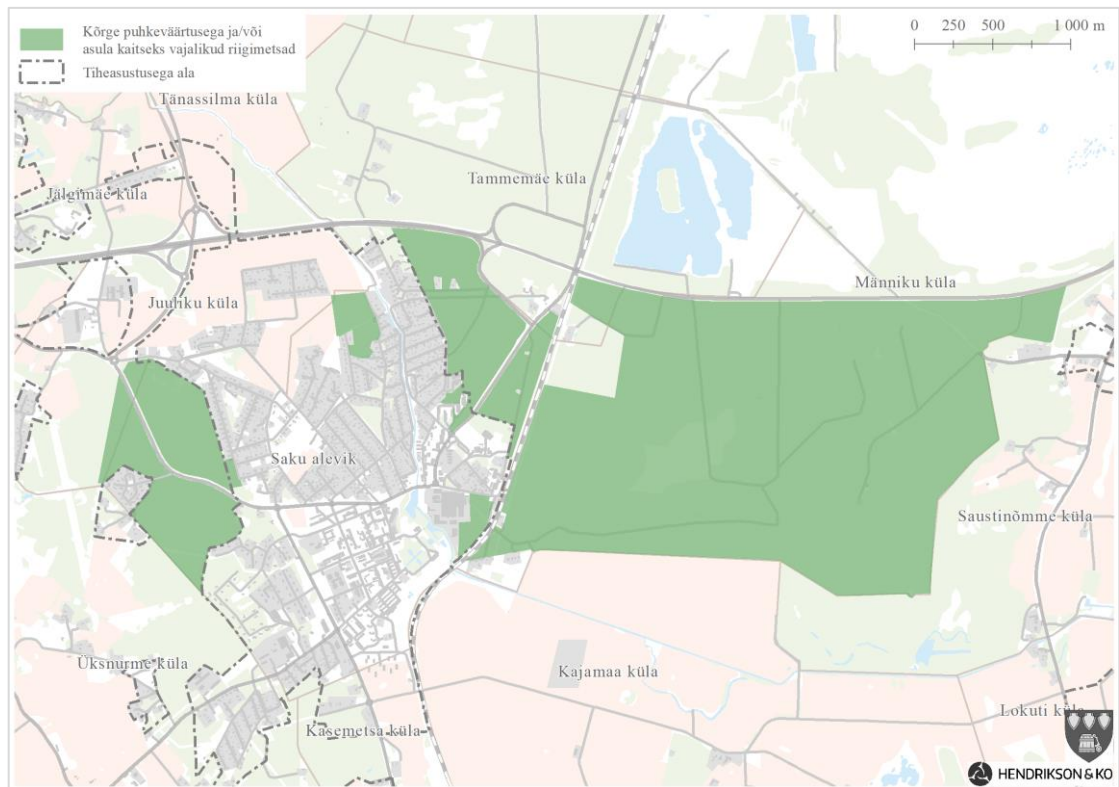 Kõrge puhkeväärtusega ja/või
asula kaitseks vajalikud riigimetsad
Tiheasustusega ala
0 250 500 1 000 m
Tänassilma küla
Jälgimäe küla
Tammemäe küla
Männiku küla
Juuliku küla
Saku alevik
Saustinõmme küla
Üksnurme küla
Kajamaa küla
Kasemetsa küla
Lokuti küla
HENDRIKSON & KO